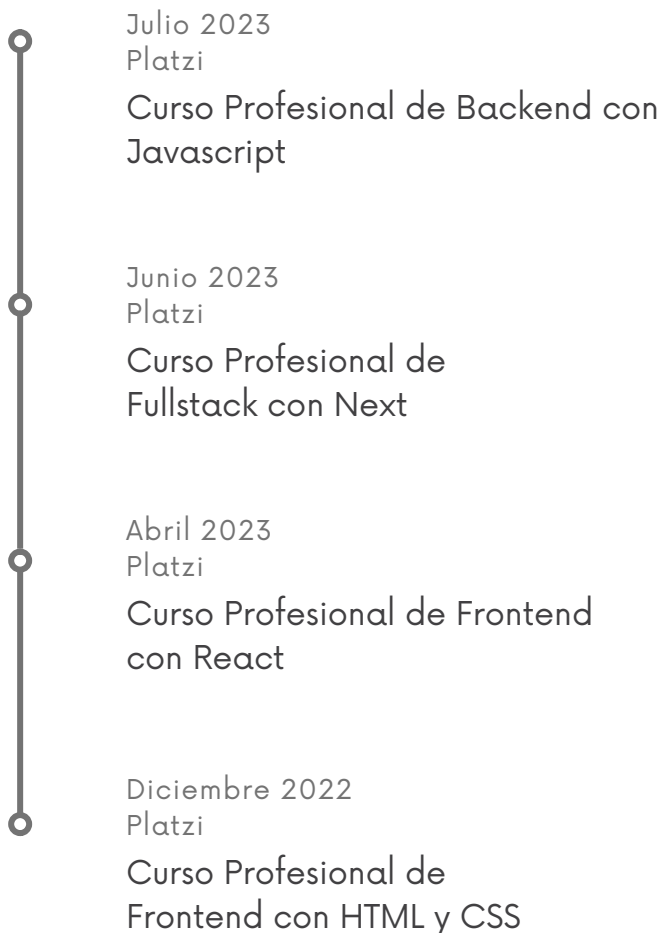 Julio 2023
Platzi
Curso Profesional de Backend con
Javascript
Junio 2023
Platzi
Curso Profesional de
Fullstack con Next
Abril 2023
Platzi
Curso Profesional de Frontend
con React
Diciembre 2022
Platzi
Curso Profesional de
Frontend con HTML y CSS